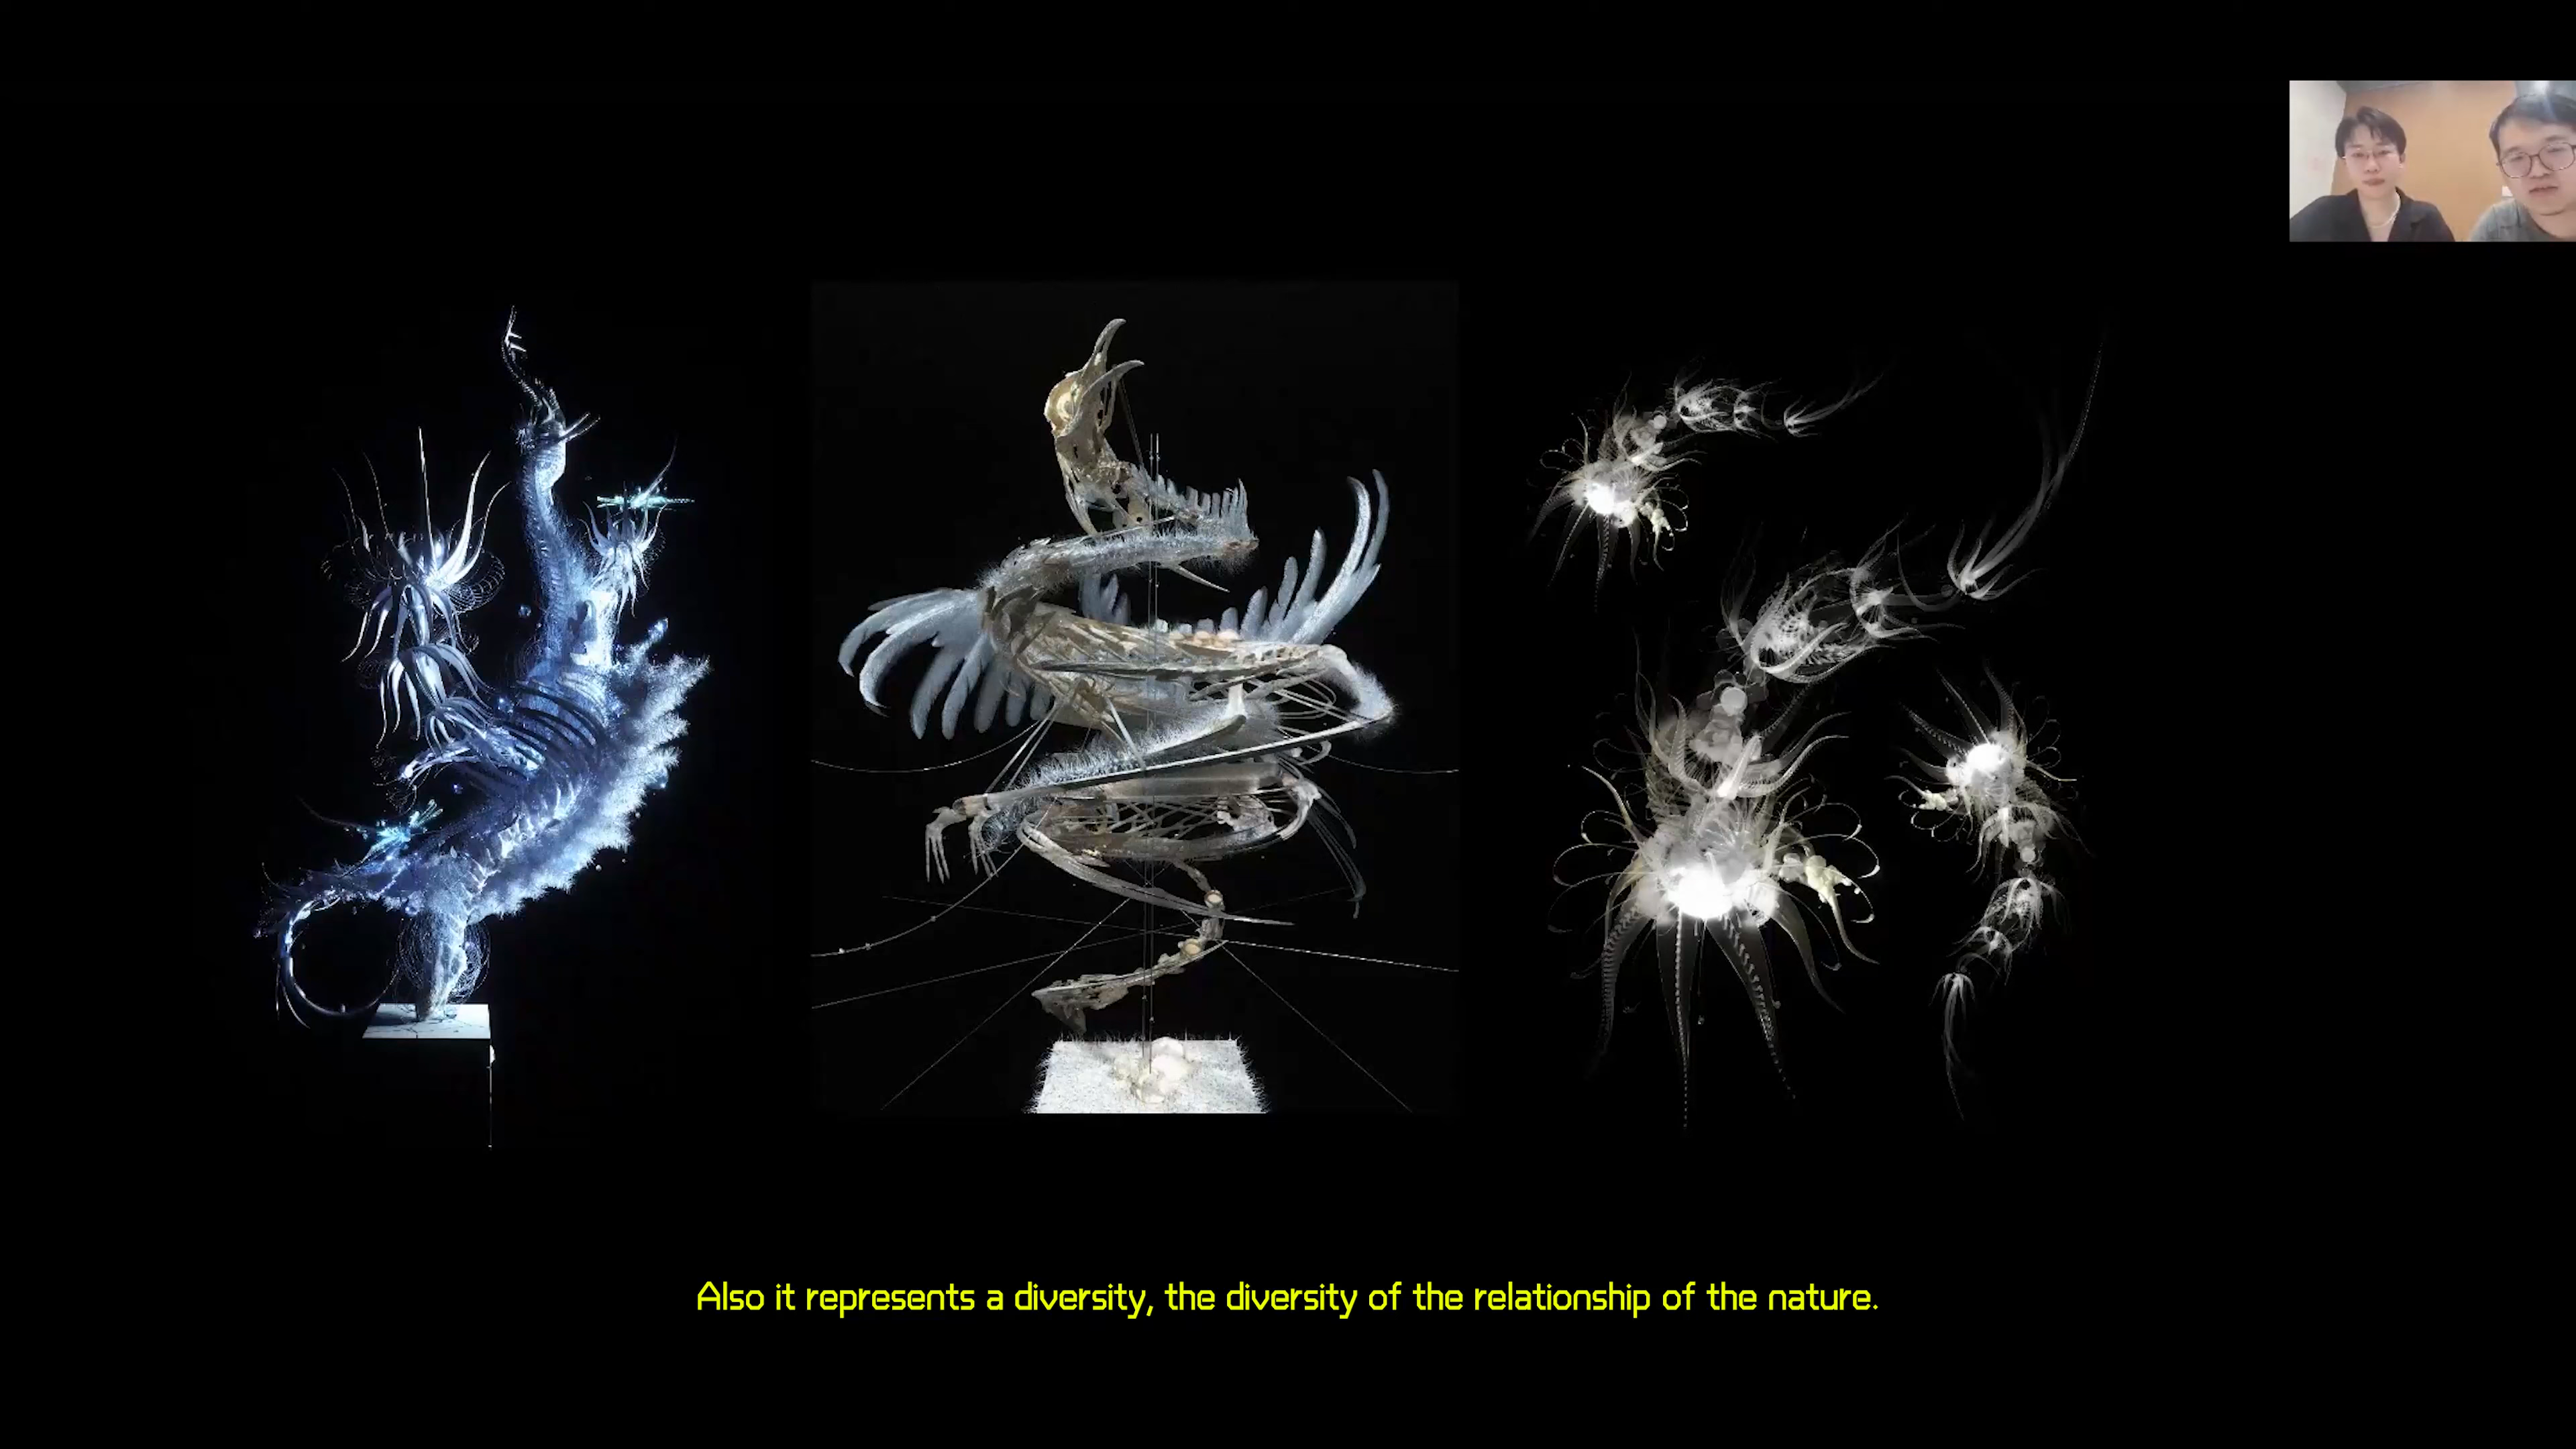 Also it represents a diversity, the diversity of the relationship of the nature.